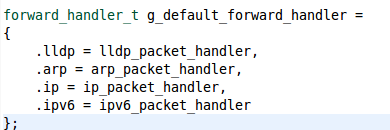 forward_handler_t g_default_forward_handler =
{
    .lldp = lldp_packet_handler,
    .arp = arp_packet_handler,
    .ip = ip_packet_handler,
    .ipv6 = ipv6_packet_handler
};